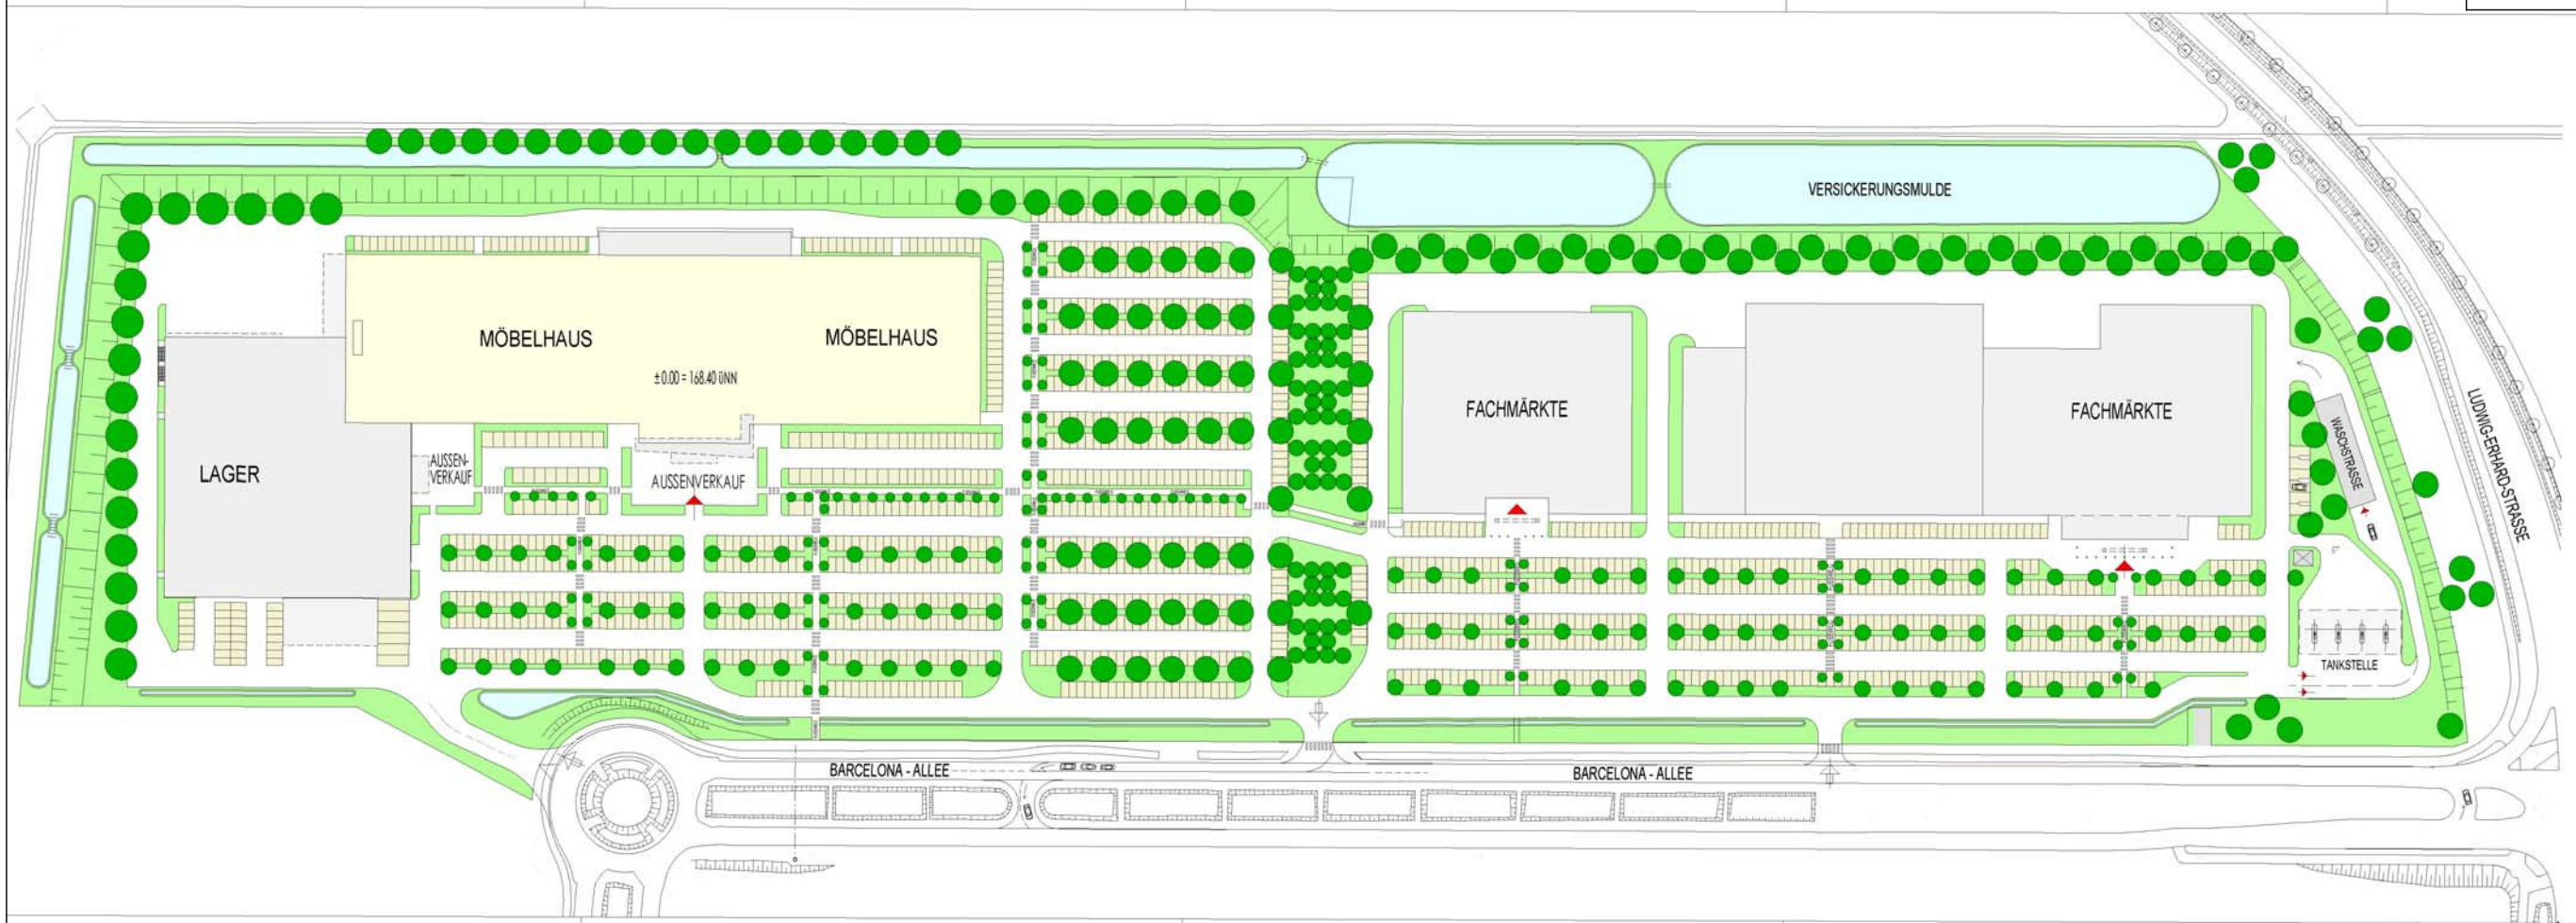 VERSICKERUNGSMULDE
MÖBELHAUS
MÖBELHAUS
±0.00 = 168.40 üNN
FACHMÄRKTE
FACHMÄRKTE
LUDWIG-ERHARD-STRASSE
WASCHSTRASSE
LAGER
AUSSEN-
VERKAUF
AUSSENVERKAUF
TANKSTELLE
BARCELONA - ALLEE
BARCELONA - ALLEE